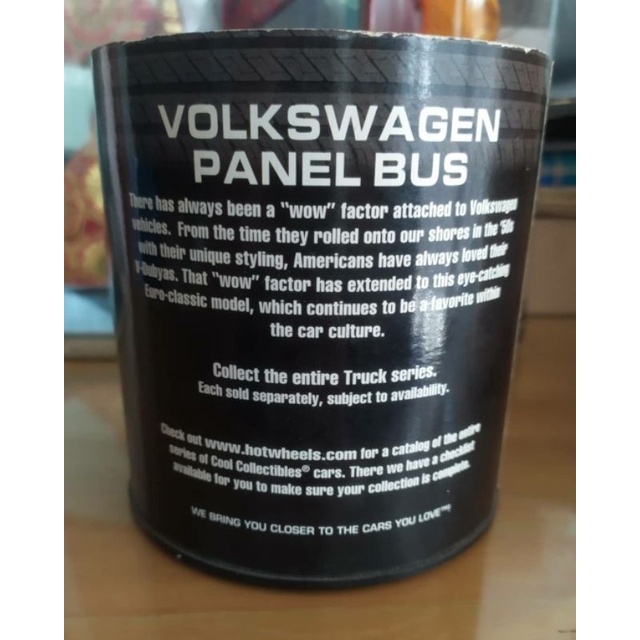 VOLKSWAGEN
PANEL BUS
There has always been a "wow" factor attached to Volkswagen
vehicles. From the time they rolled onto our shores in the '50s
with their unique styling, Americans have always loved their
V-Dubyas. That "wow" factor has extended to this eye-catching
Euro-classic model, which continues to be a favorite within
the car culture.
Collect the entire Truck series.
Each sold separately, subject to availability.
Check out www.hotwheels.com for a catalog of the entire
series of Cool Collectibles® cars. There we have a checklist
available for you to make sure your collection is complete.
WE BRING YOU CLOSER TO THE CARS YOU LOVE™!